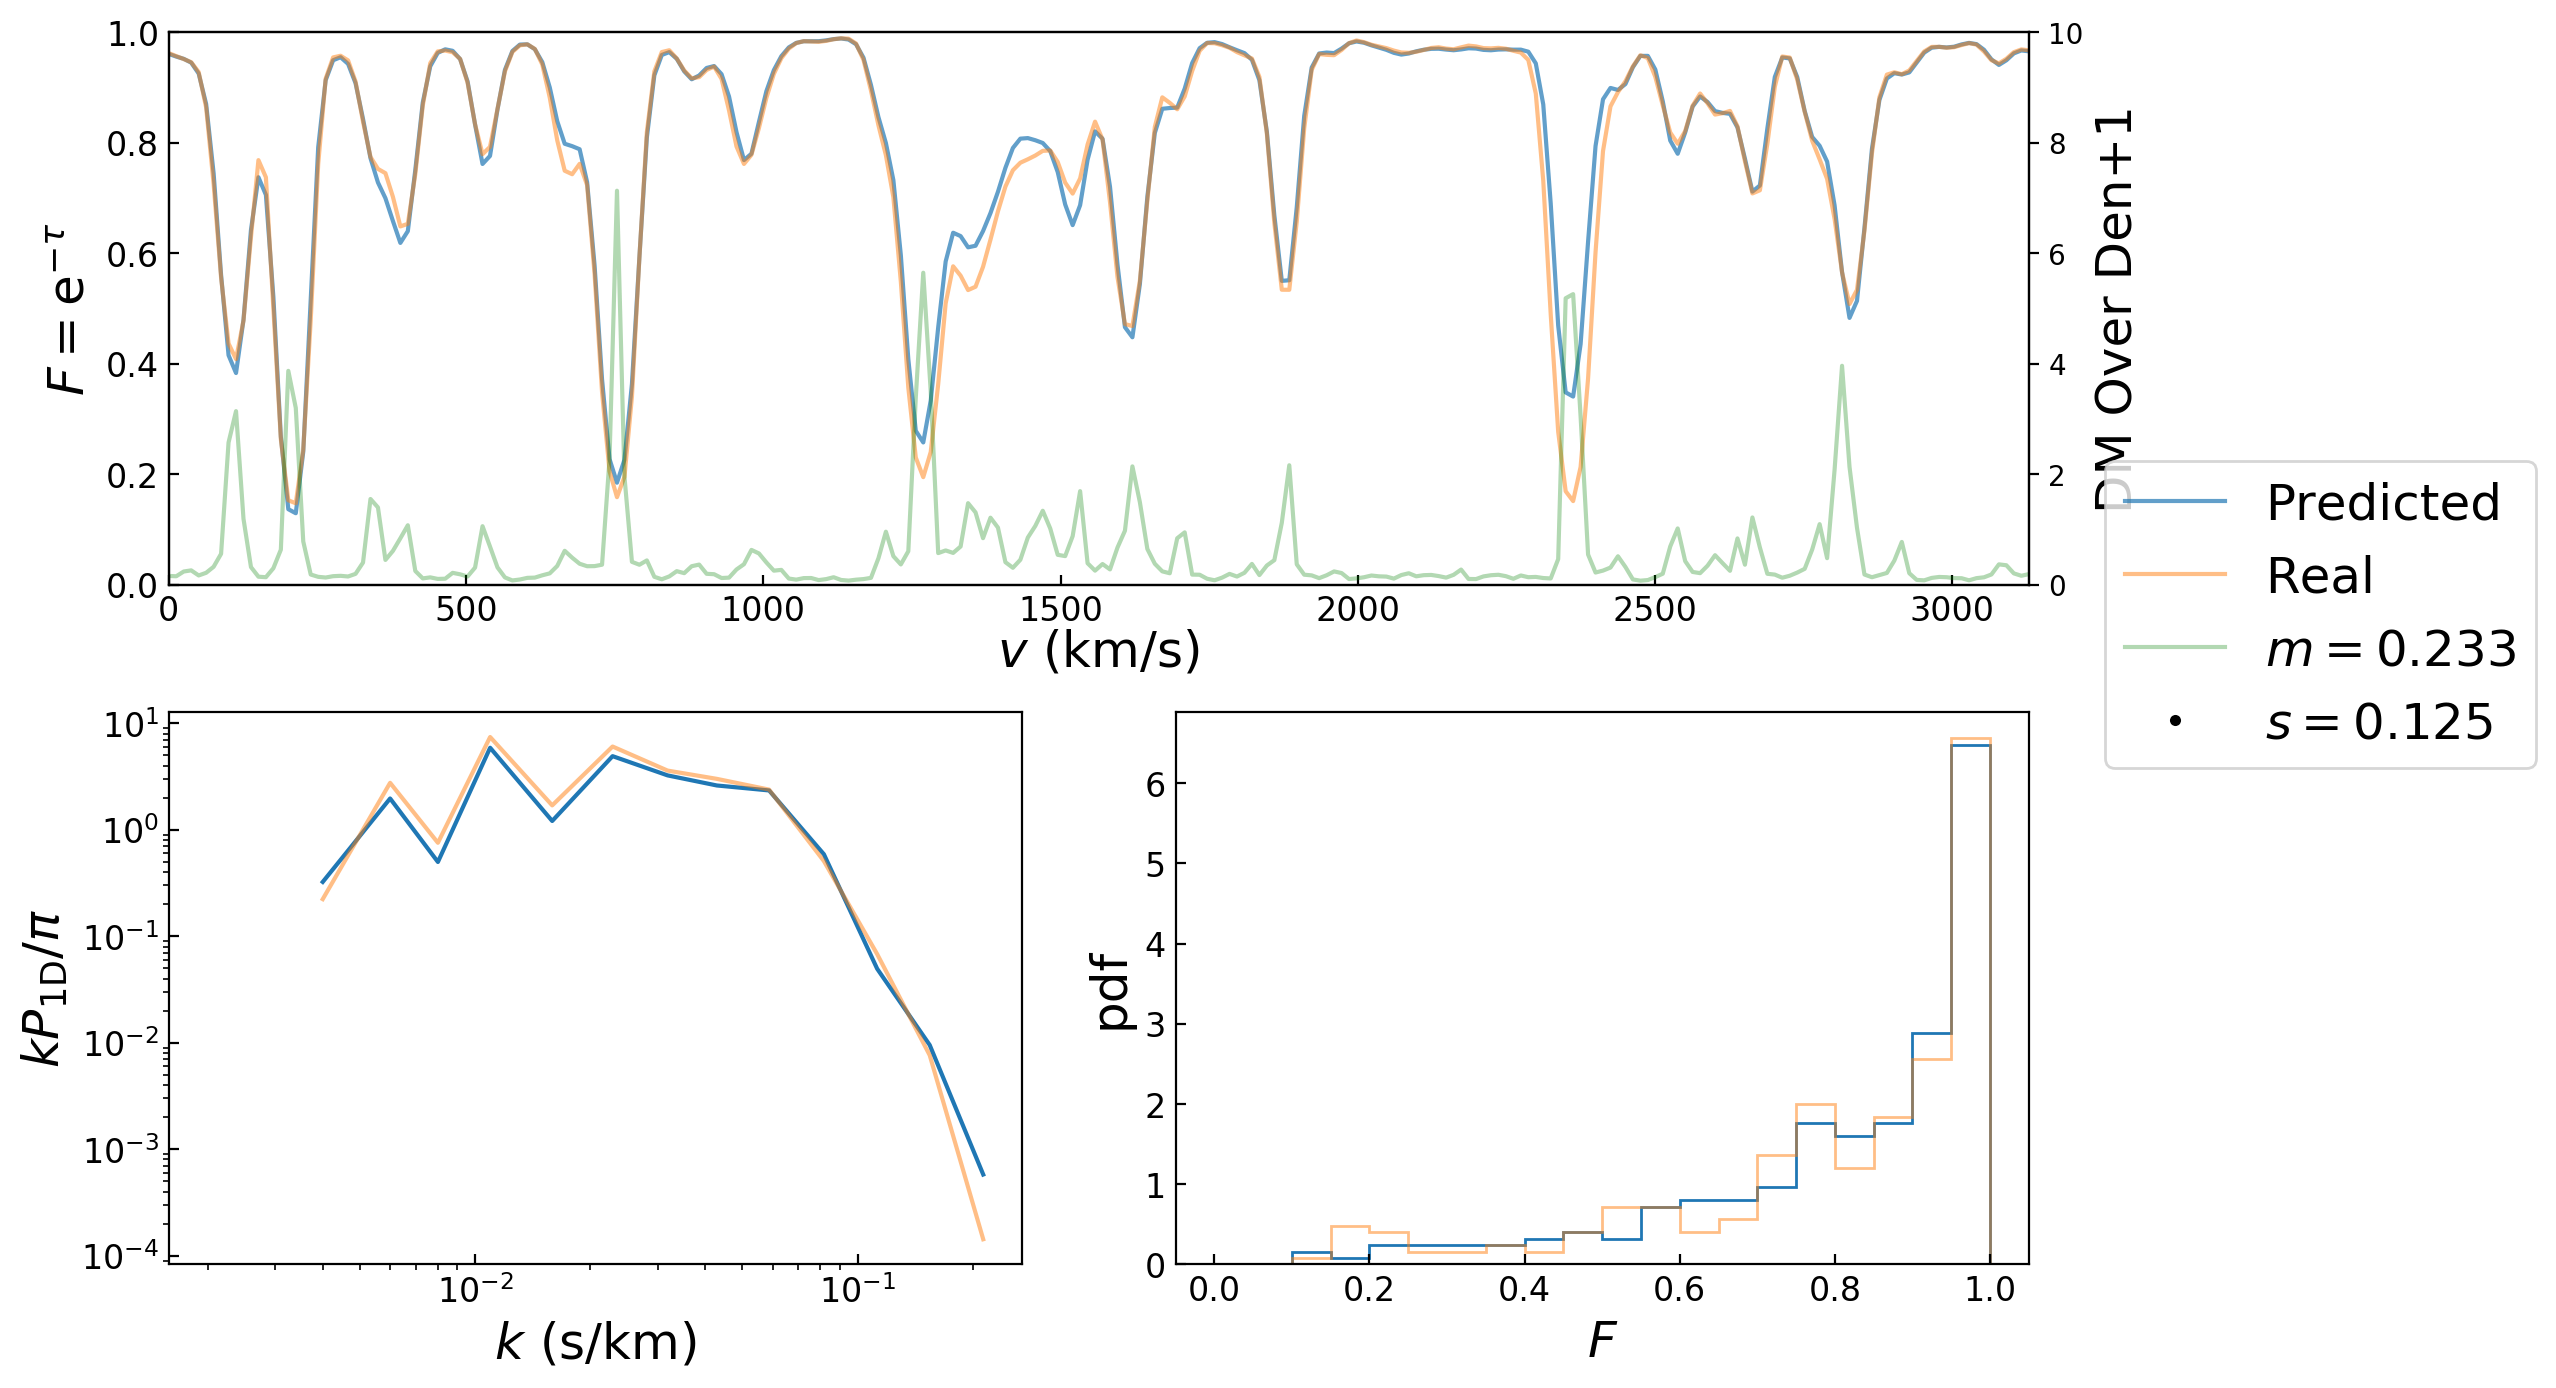 1.0
0.8
0.6
0.4
0.2
0.0
F = e^{−τ}
10
8
6
4
2
0
DM Over Den+1
0 500 1000 1500 2000 2500 3000
v (km/s)
Predicted
Real
m = 0.233
s = 0.125
10^1
10^0
10^{−1}
10^{−2}
10^{−3}
10^{−4}
kP_{1D}/π
10^{−2} 10^{−1}
k (s/km)
6
5
4
3
2
1
0
pdf
0.0 0.2 0.4 0.6 0.8 1.0
F